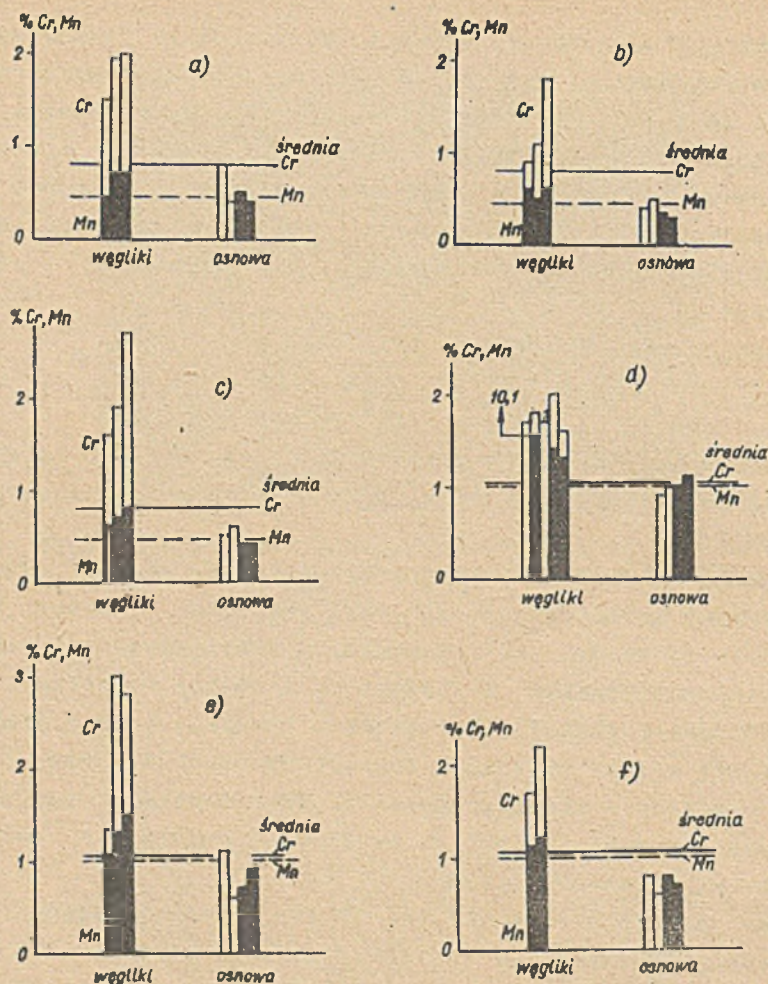 % Cr, Mn
a)
2
1
0
Cr
Mn
średnia
Cr
Mn
węgliki
osnowa
% Cr, Mn
b)
2
1
0
Cr
Mn
średnia
Cr
Mn
węgliki
osnowa
% Cr, Mn
c)
2
1
0
Cr
Mn
średnia
Cr
Mn
węgliki
osnowa
% Cr, Mn
d)
2
1
0
10,1
średnia
Cr
Mn
węgliki
osnowa
% Cr, Mn
e)
3
2
1
0
Cr
Mn
średnia
Cr
Mn
węgliki
osnowa
% Cr, Mn
f)
2
1
0
Cr
Mn
średnia
Cr
Mn
węgliki
osnowa